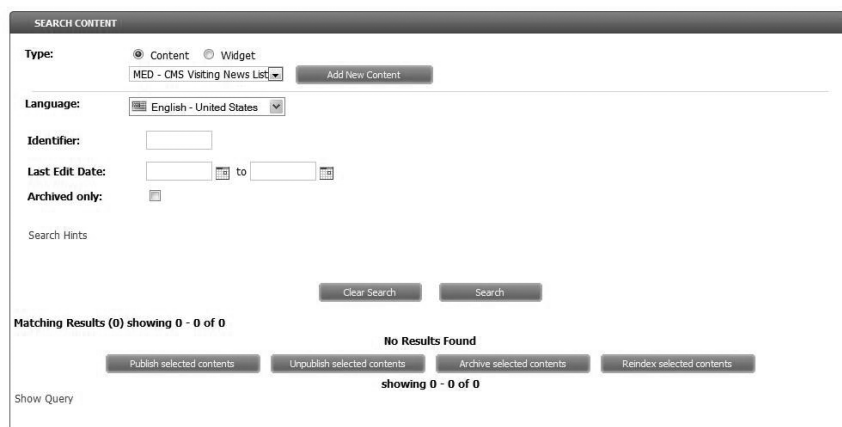 SEARCH CONTENT
Type: Content Widget
MED - CMS Visiting News List Add New Content
Language: English - United States
Identifier:
Last Edit Date: to
Archived only:
Search Hints
Clear Search Search
Matching Results (0) showing 0 - 0 of 0
No Results Found
Publish selected contents Unpublish selected contents Archive selected contents Reindex selected contents
showing 0 - 0 of 0
Show Query